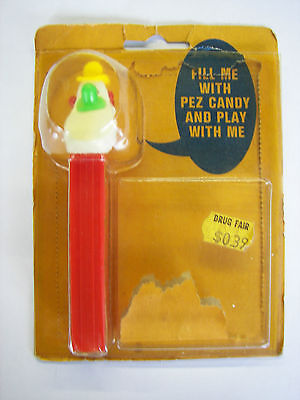 FILL ME
WITH
PEZ CANDY
AND PLAY
WITH ME
DRUG FAIR
$0.39